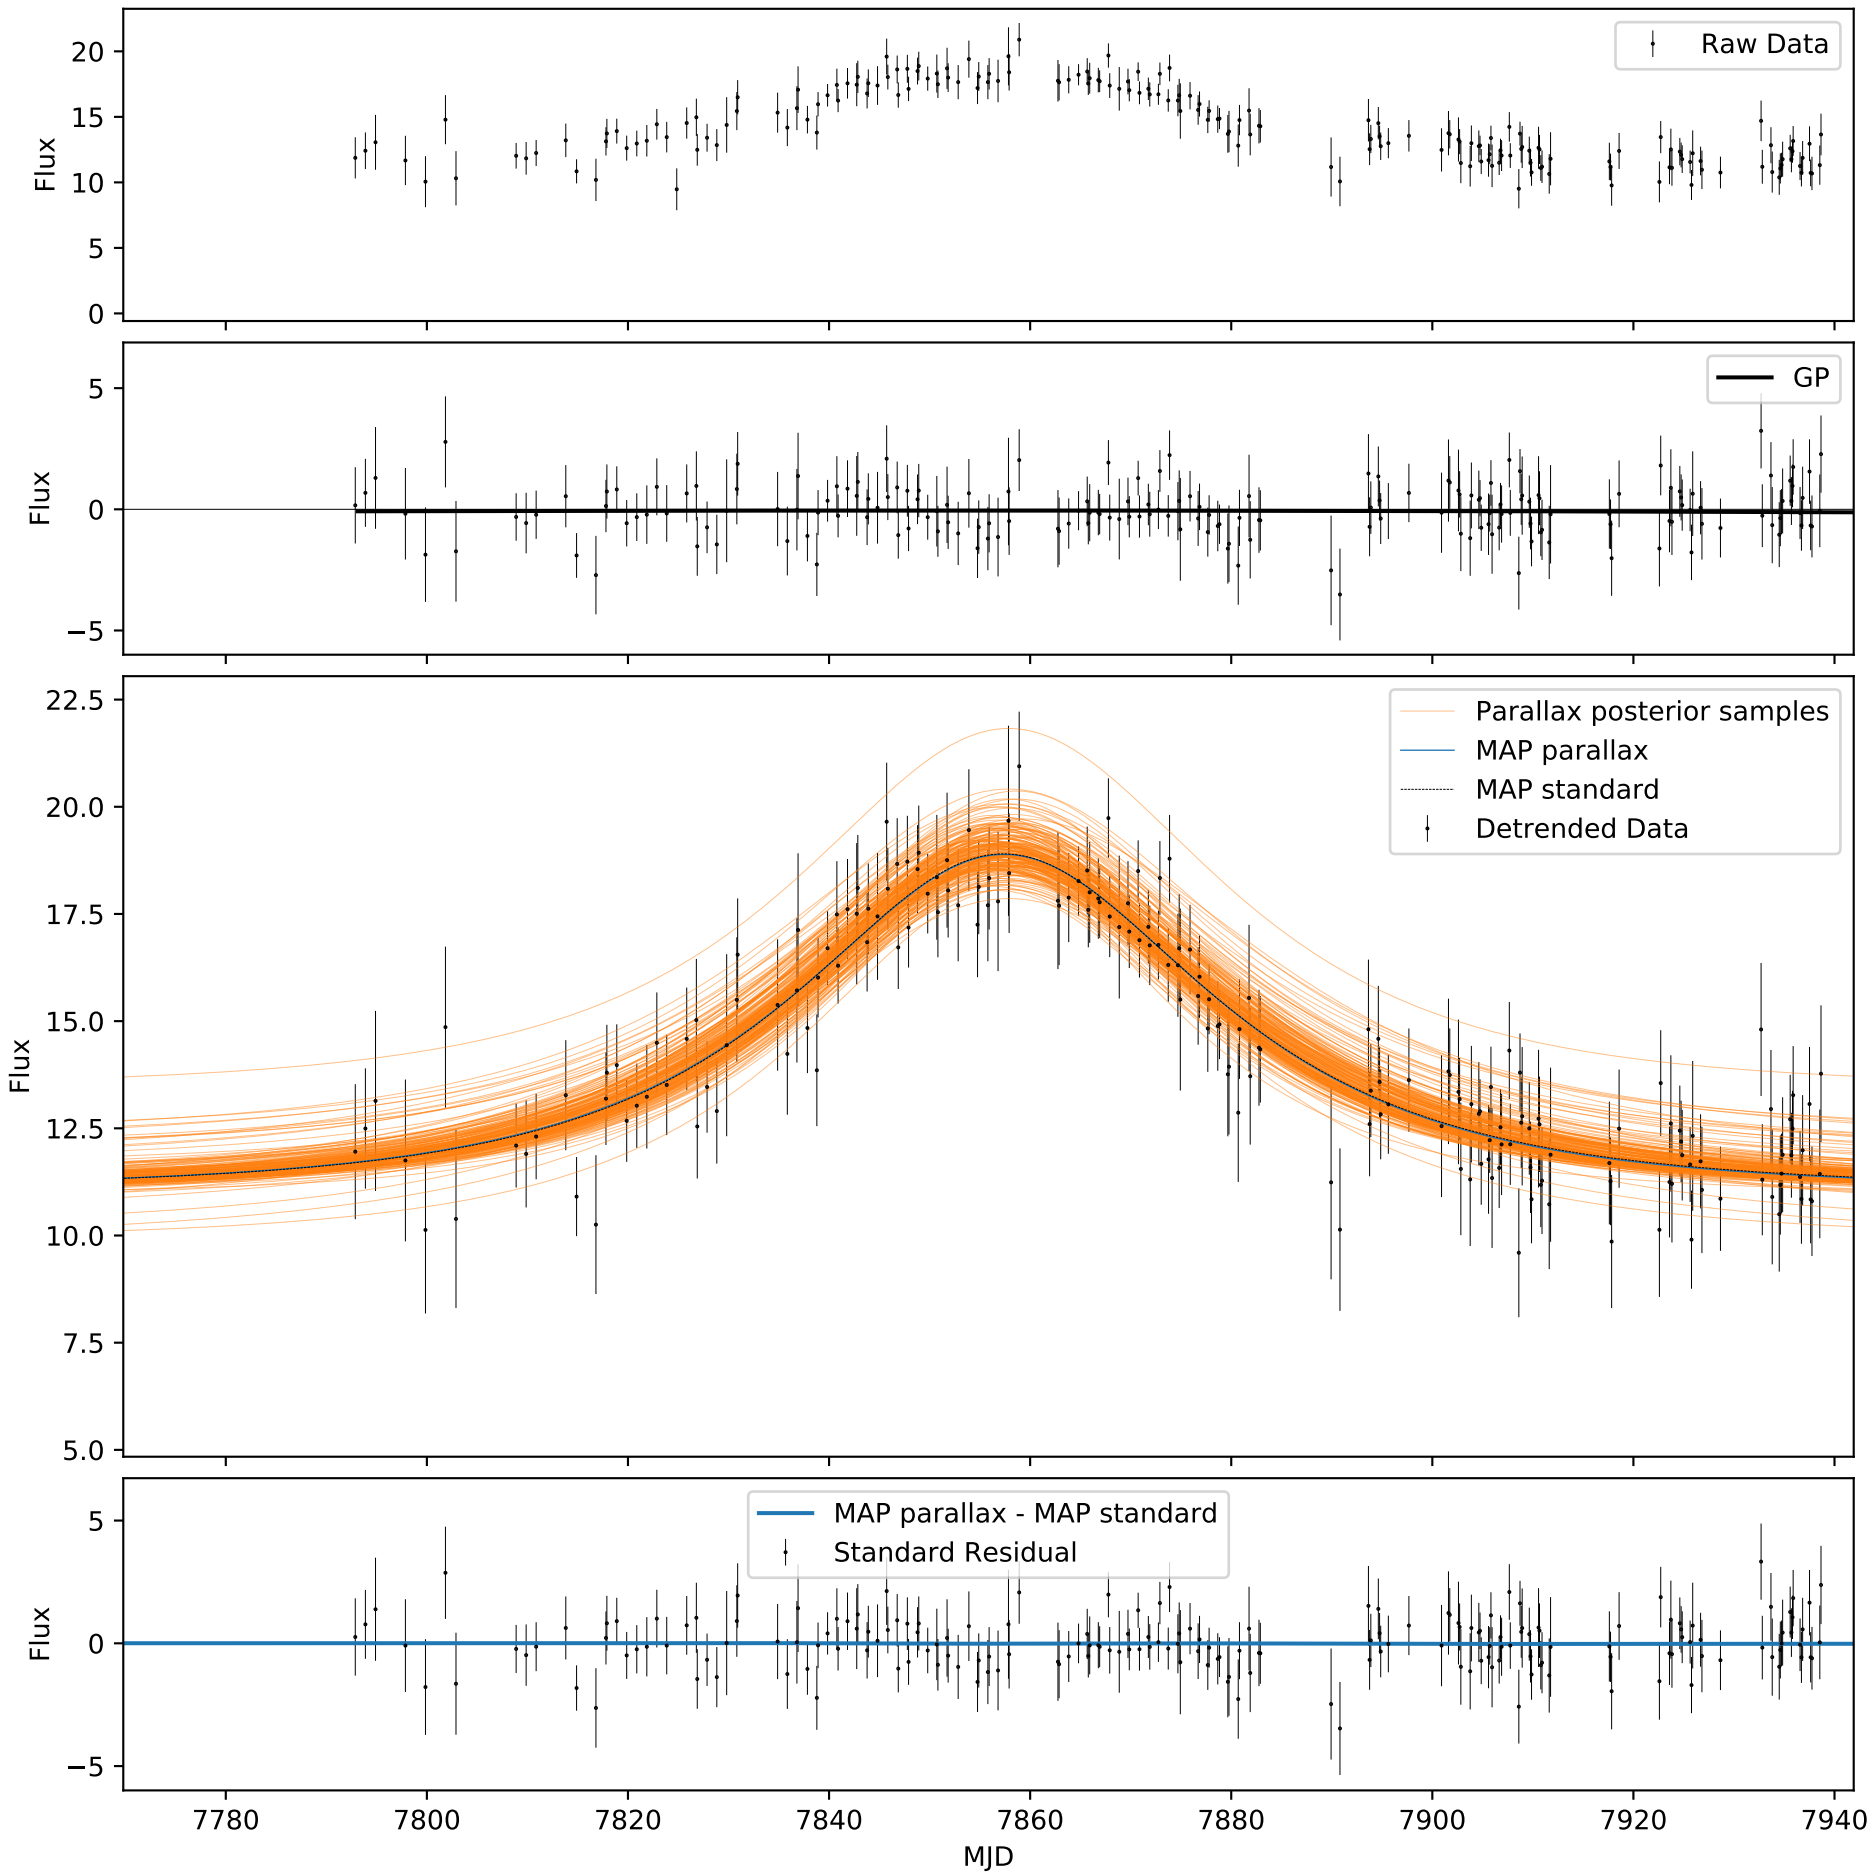 20
15
10
5
0
Flux
Raw Data
5
0
−5
Flux
GP
22.5
20.0
17.5
15.0
12.5
10.0
7.5
5.0
Flux
Parallax posterior samples
MAP parallax
MAP standard
Detrended Data
5
0
−5
Flux
MAP parallax - MAP standard
Standard Residual
7780 7800 7820 7840 7860 7880 7900 7920 7940
MJD